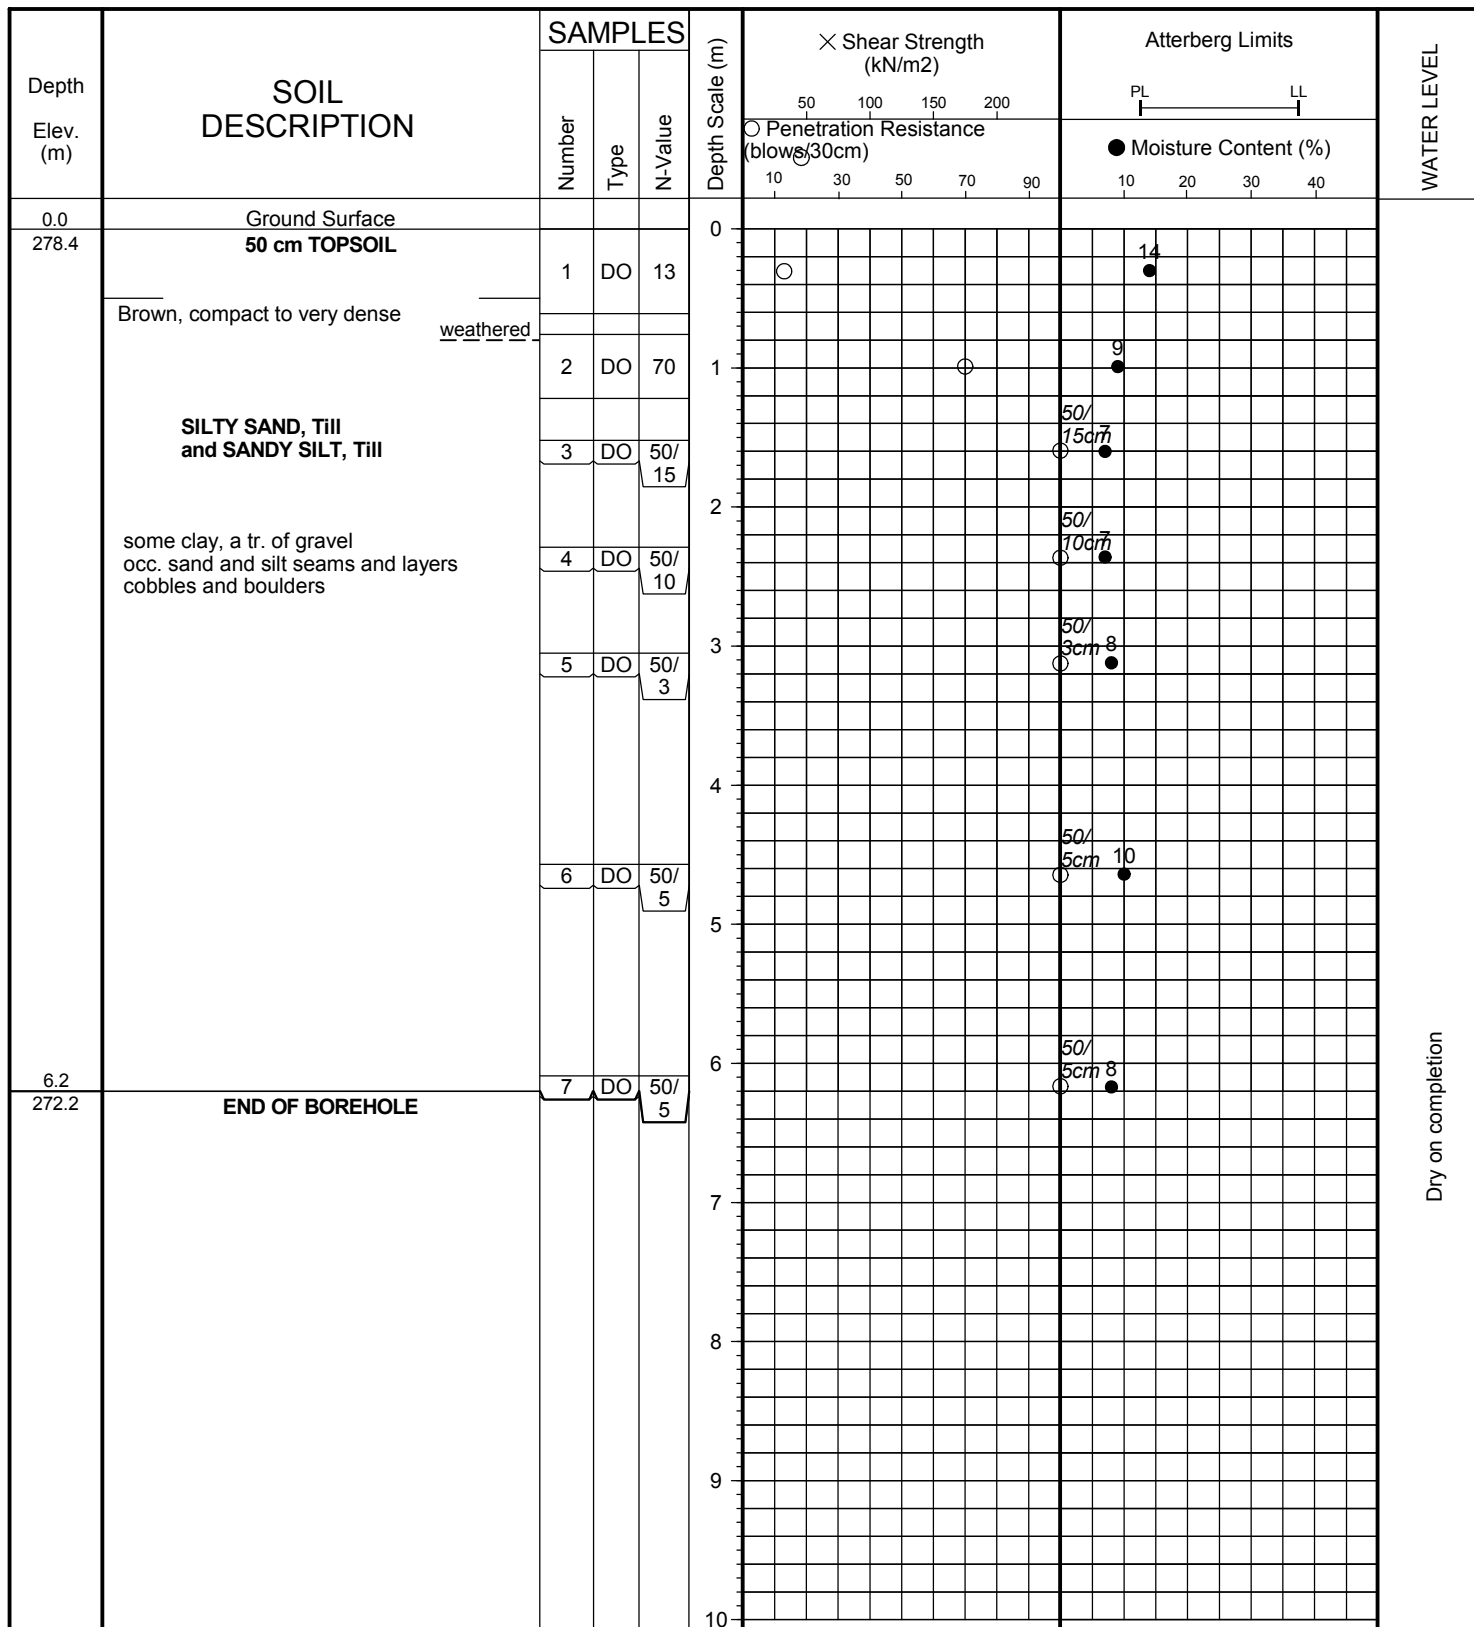 Depth
Elev.
(m)
SOIL
DESCRIPTION
SAMPLES
Number
Type
N-Value
Depth Scale (m)
× Shear Strength
(kN/m2)
50 100 150 200
Penetration Resistance
(blows/30cm)
10 30 50 70 90
Atterberg Limits
PL LL
Moisture Content (%)
10 20 30 40
WATER LEVEL
0.0 Ground Surface
278.4 50 cm TOPSOIL
0
1 DO 13
14
Brown, compact to very dense
weathered
2 DO 70
1
9
SILTY SAND, Till
and SANDY SILT, Till
3 DO 50/
15
50/
15cm 7
2
some clay, a tr. of gravel
occ. sand and silt seams and layers
cobbles and boulders
4 DO 50/
10
50/
10cm 7
3
5 DO 50/
3
50/
3cm 8
4
6 DO 50/
5
50/
5cm 10
5
6
6.2
272.2 END OF BOREHOLE
7 DO 50/
5
50/
5cm 8
Dry on completion
7
8
9
10